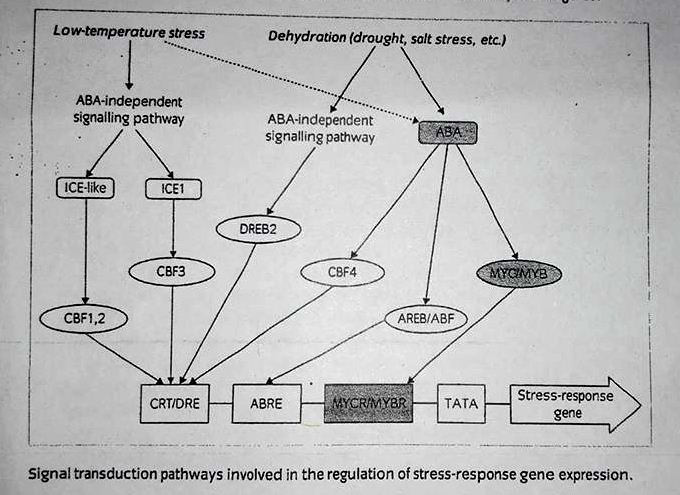 Low-temperature stress
Dehydration (drought, salt stress, etc.)
ABA-independent
signalling pathway
ABA-independent
signalling pathway
ABA
ICE-like
ICE1
DREB2
CBF3
CBF4
MYC/MYB
CBF1,2
AREB/ABF
CRT/DRE
ABRE
MYCR/MYBR
TATA
Stress-response
gene
Signal transduction pathways involved in the regulation of stress-response gene expression.